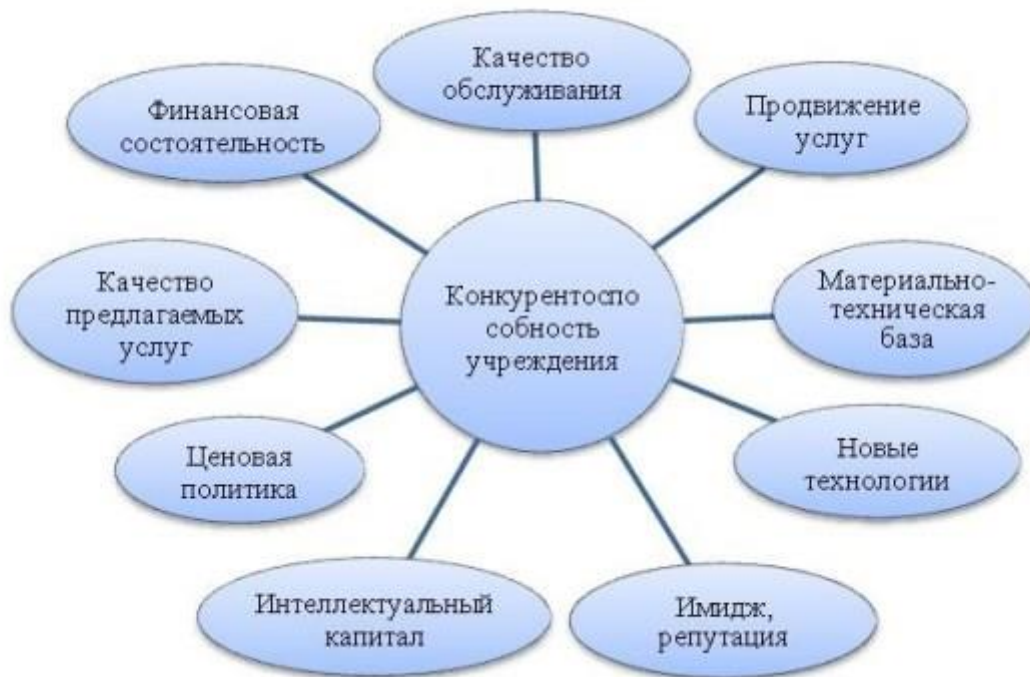 Качество
обслуживания
Финансовая
состоятельность
Продвижение
услуг
Качество
предлагаемых
услуг
Конкурентоспо
собность
учреждения
Материально-
техническая
база
Ценовая
политика
Новые
технологии
Интеллектуальный
капитал
Имидж,
репутация